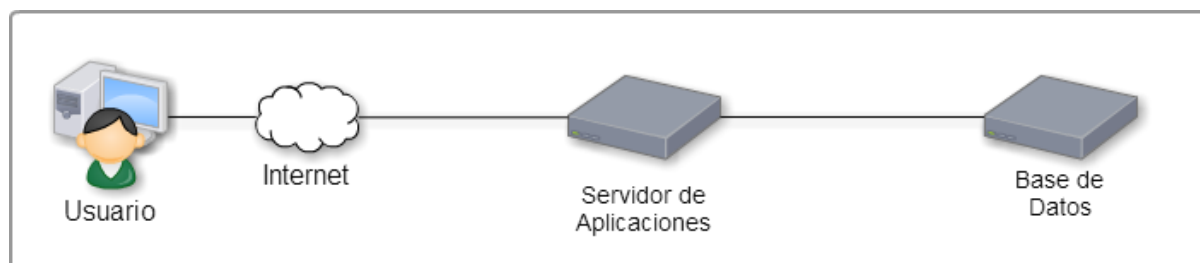 Usuario
Internet
Servidor de
Aplicaciones
Base de
Datos